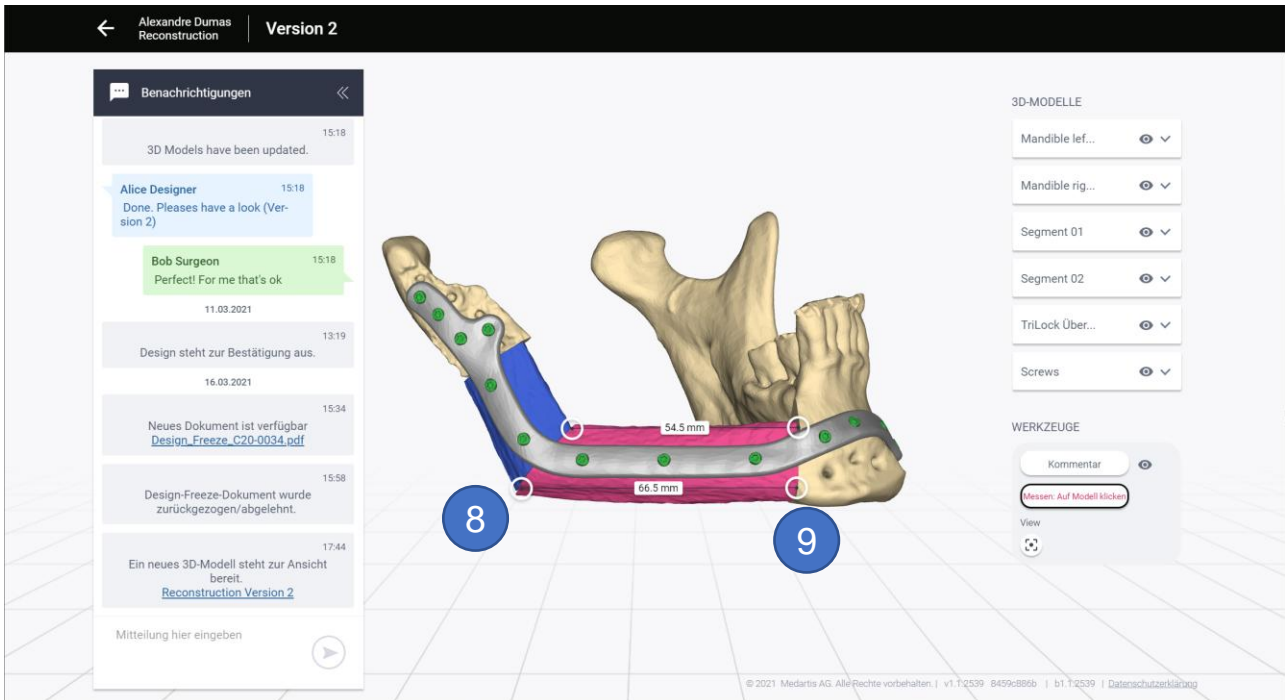 Alexandre Dumas
Reconstruction
Version 2
Benachrichtigungen
15:18
3D Models have been updated.
Alice Designer 15:18
Done. Pleases have a look (Ver-
sion 2)
Bob Surgeon 15:18
Perfect! For me that's ok
11.03.2021
13:19
Design steht zur Bestätigung aus.
16.03.2021
15:34
Neues Dokument ist verfügbar
Design_Freeze_C20-0034.pdf
15:58
Design-Freeze-Dokument wurde
zurückgezogen/abgelehnt.
17:44
Ein neues 3D-Modell steht zur Ansicht
bereit.
Reconstruction Version 2
Mitteilung hier eingeben
54.5 mm
66.5 mm
8
9
3D-MODELLE
Mandible lef...
Mandible rig...
Segment 01
Segment 02
TriLock Über...
Screws
WERKZEUGE
Kommentar
Messen: Auf Modell klicken
View
© 2021 Medartis AG. Alle Rechte vorbehalten. | v1.1.2539 8459c886b | b1.1.2539 | Datenschutzerklärung